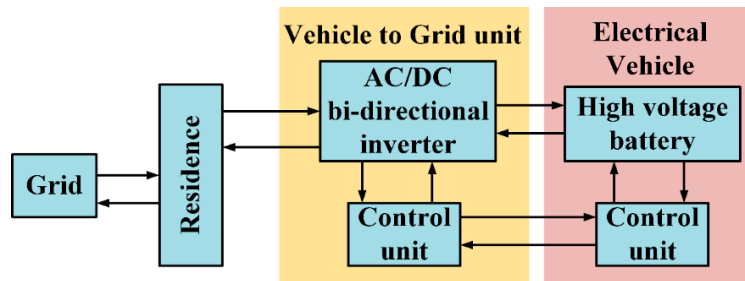 Vehicle to Grid unit
Electrical
Vehicle
AC/DC
bi-directional
inverter
High voltage
battery
Grid
Residence
Control
unit
Control
unit